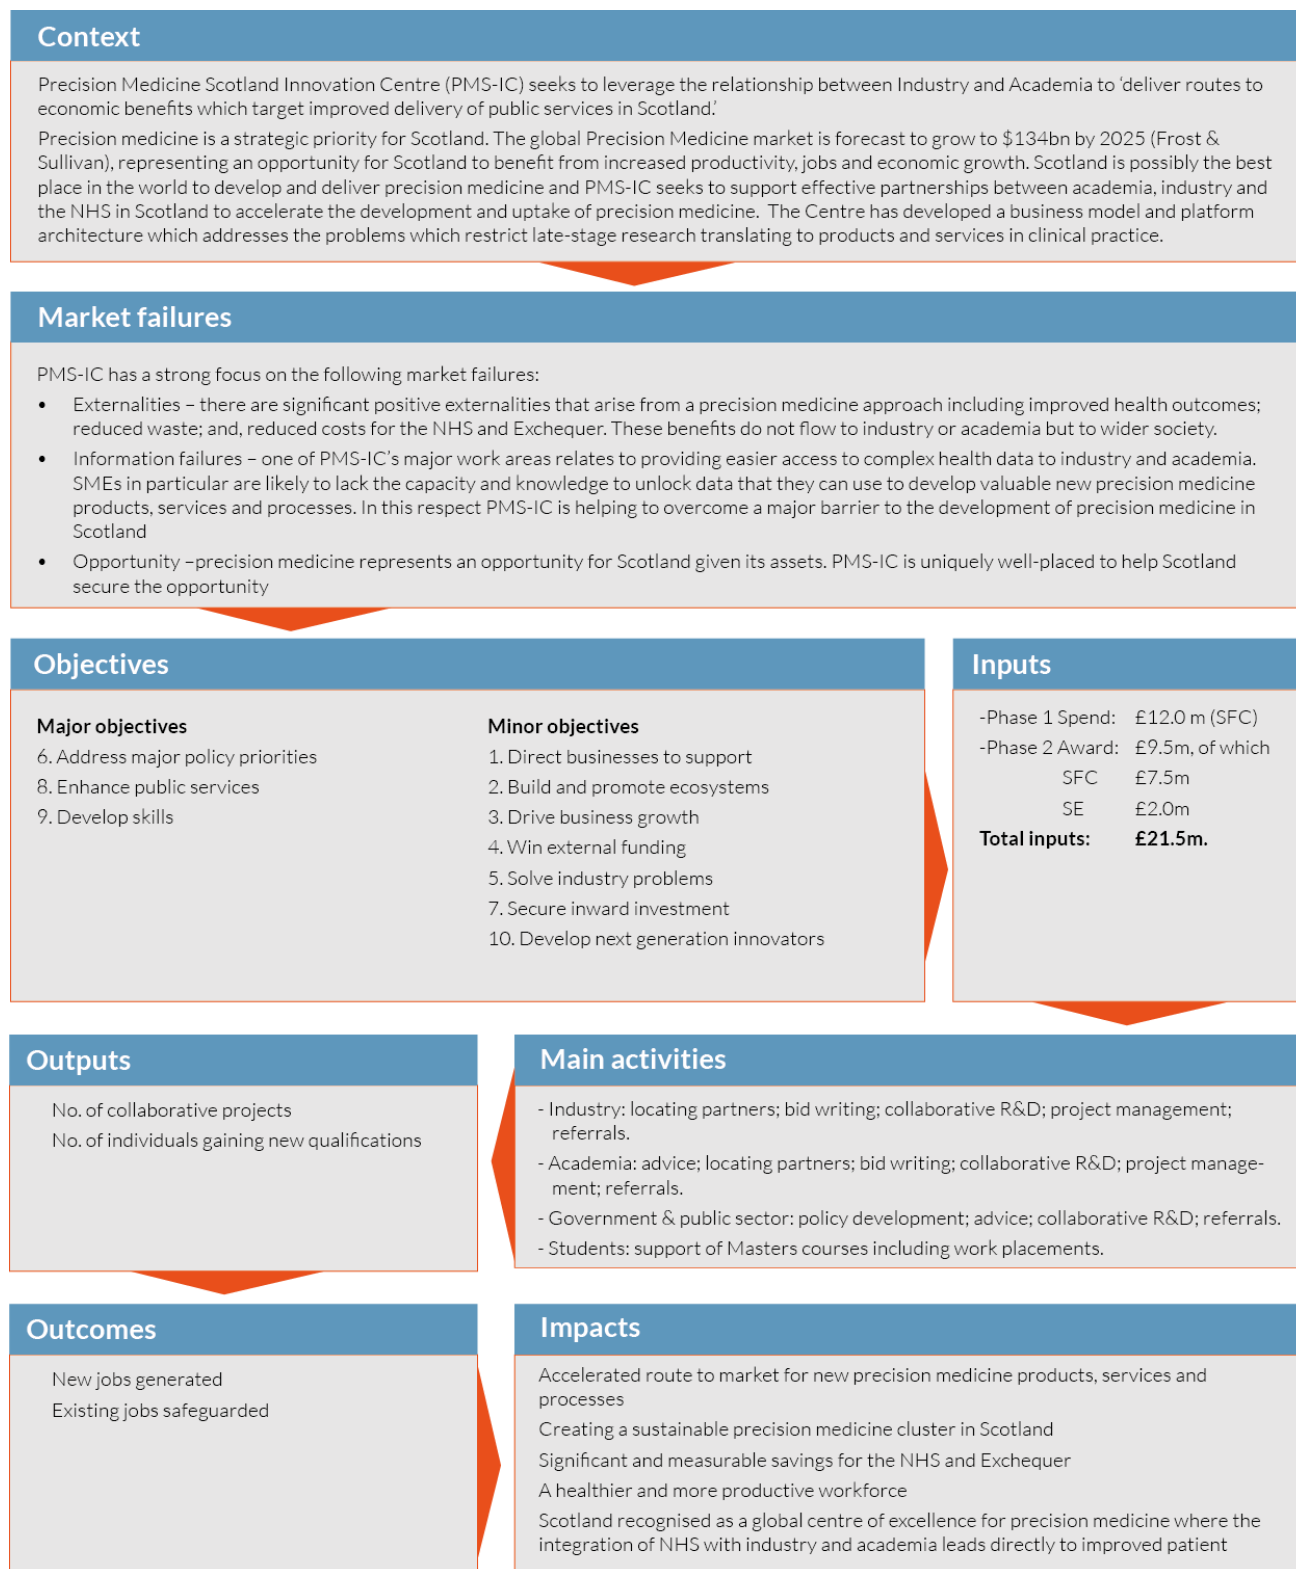 Context
Precision Medicine Scotland Innovation Centre (PMS-IC) seeks to leverage the relationship between Industry and Academia to ‘deliver routes to
economic benefits which target improved delivery of public services in Scotland.’
Precision medicine is a strategic priority for Scotland. The global Precision Medicine market is forecast to grow to $134bn by 2025 (Frost &
Sullivan), representing an opportunity for Scotland to benefit from increased productivity, jobs and economic growth. Scotland is possibly the best
place in the world to develop and deliver precision medicine and PMS-IC seeks to support effective partnerships between academia, industry and
the NHS in Scotland to accelerate the development and uptake of precision medicine. The Centre has developed a business model and platform
architecture which addresses the problems which restrict late-stage research translating to products and services in clinical practice.
Market failures
PMS-IC has a strong focus on the following market failures:
• Externalities – there are significant positive externalities that arise from a precision medicine approach including improved health outcomes;
reduced waste; and, reduced costs for the NHS and Exchequer. These benefits do not flow to industry or academia but to wider society.
• Information failures – one of PMS-IC’s major work areas relates to providing easier access to complex health data to industry and academia.
SMEs in particular are likely to lack the capacity and knowledge to unlock data that they can use to develop valuable new precision medicine
products, services and processes. In this respect PMS-IC is helping to overcome a major barrier to the development of precision medicine in
Scotland
• Opportunity –precision medicine represents an opportunity for Scotland given its assets. PMS-IC is uniquely well-placed to help Scotland
secure the opportunity
Objectives
Major objectives
6. Address major policy priorities
8. Enhance public services
9. Develop skills
Minor objectives
1. Direct businesses to support
2. Build and promote ecosystems
3. Drive business growth
4. Win external funding
5. Solve industry problems
7. Secure inward investment
10. Develop next generation innovators
Inputs
-Phase 1 Spend: £12.0 m (SFC)
-Phase 2 Award: £9.5m, of which
SFC £7.5m
SE £2.0m
Total inputs: £21.5m.
Main activities
- Industry: locating partners; bid writing; collaborative R&D; project management;
referrals.
- Academia: advice; locating partners; bid writing; collaborative R&D; project manage-
ment; referrals.
- Government & public sector: policy development; advice; collaborative R&D; referrals.
- Students: support of Masters courses including work placements.
Outputs
No. of collaborative projects
No. of individuals gaining new qualifications
Outcomes
New jobs generated
Existing jobs safeguarded
Impacts
Accelerated route to market for new precision medicine products, services and
processes
Creating a sustainable precision medicine cluster in Scotland
Significant and measurable savings for the NHS and Exchequer
A healthier and more productive workforce
Scotland recognised as a global centre of excellence for precision medicine where the
integration of NHS with industry and academia leads directly to improved patient